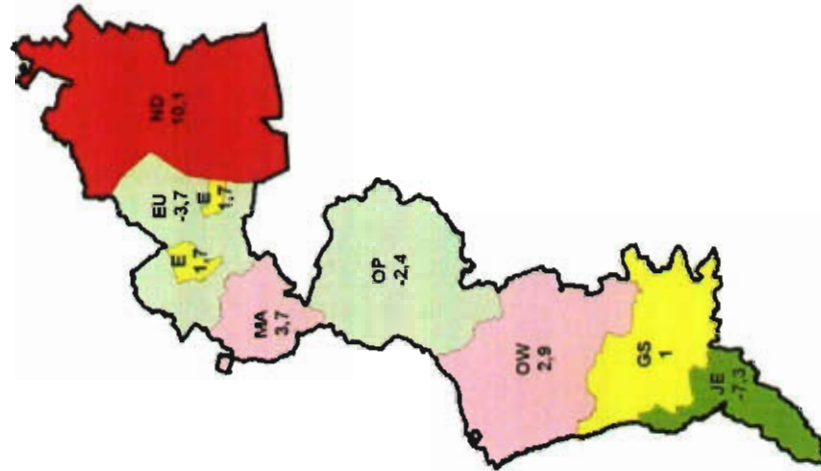 ND
10,1
EU
-3,7
E
1,7
E
1,7
MA
3,7
OP
-2,4
OW
2,9
GS
1
JE
-7,3